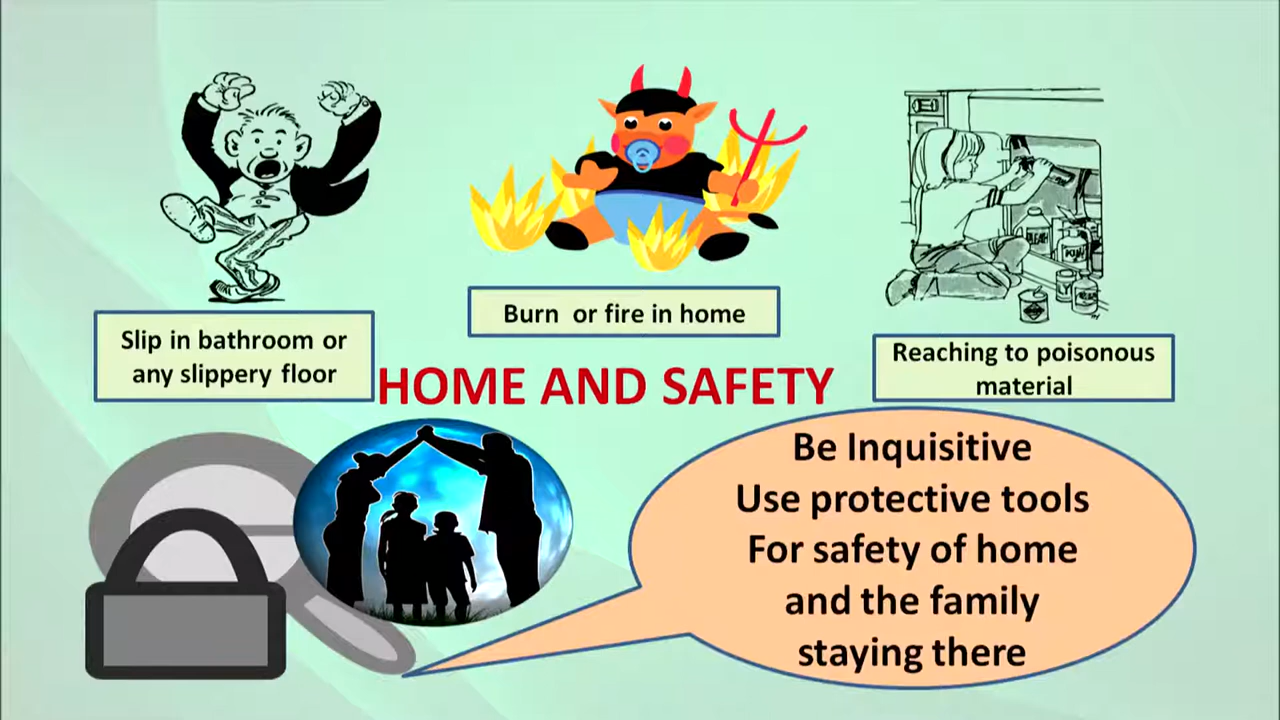 Slip in bathroom or
any slippery floor
Burn or fire in home
Reaching to poisonous
material
HOME AND SAFETY
Be Inquisitive
Use protective tools
For safety of home
and the family
staying there